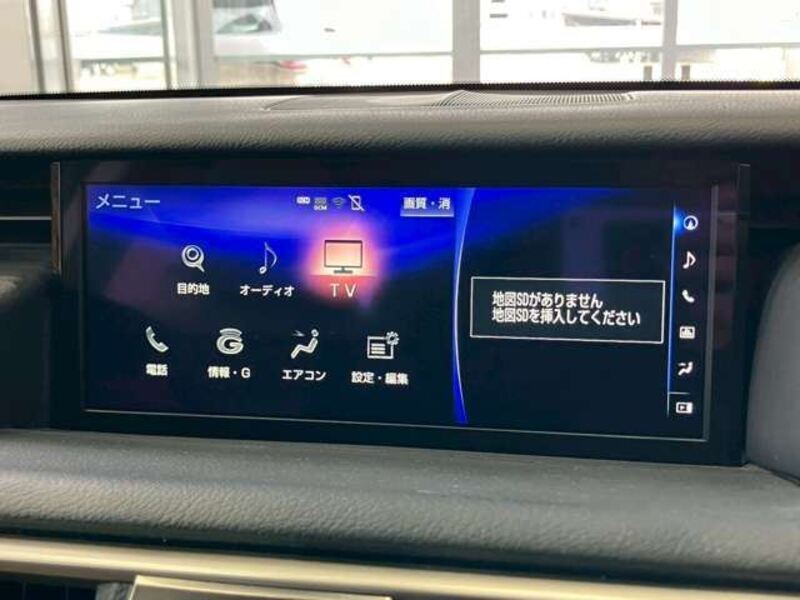 メニュー
DCM
画質・消
目的地
オーディオ
TV
電話
情報・G
エアコン
設定・編集
地図SDがありません
地図SDを挿入してください